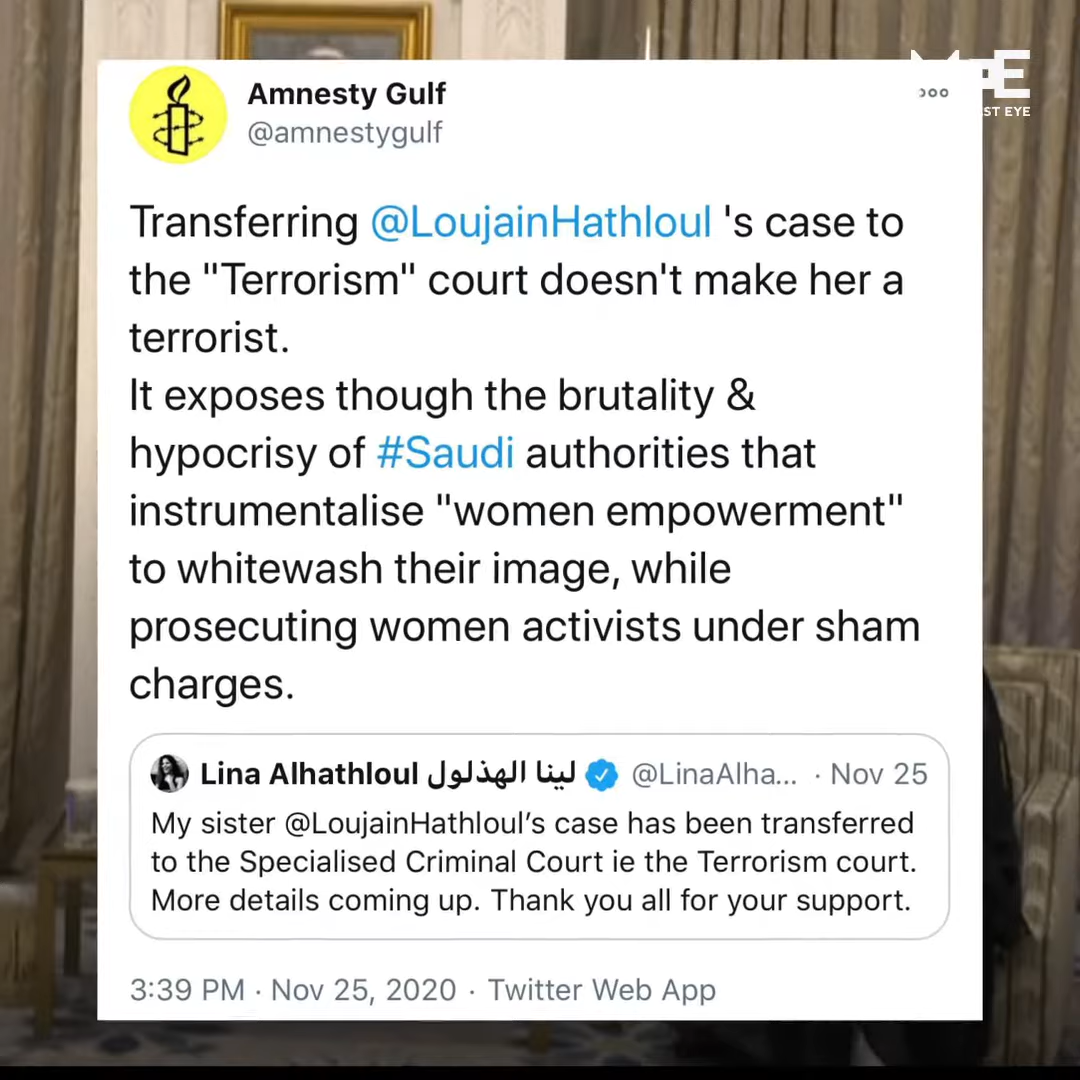 Amnesty Gulf
@amnestygulf
E
ST EYE
Transferring @LoujainHathloul 's case to
the "Terrorism" court doesn't make her a
terrorist.
It exposes though the brutality &
hypocrisy of #Saudi authorities that
instrumentalise "women empowerment"
to whitewash their image, while
prosecuting women activists under sham
charges.
Lina Alhathloul لينا الهذلول @LinaAlha... · Nov 25
My sister @LoujainHathloul’s case has been transferred
to the Specialised Criminal Court ie the Terrorism court.
More details coming up. Thank you all for your support.
3:39 PM · Nov 25, 2020 · Twitter Web App